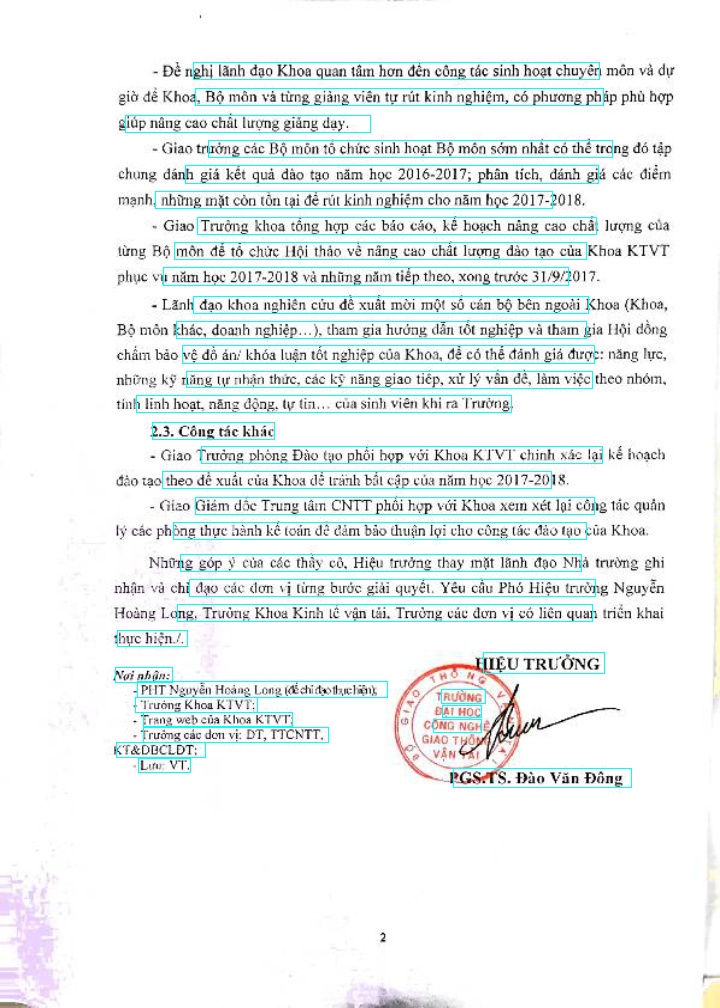 - Đề nghị lãnh đạo Khoa quan tâm hơn đến công tác sinh hoạt chuyên môn và dự
giờ để Khoa, Bộ môn và từng giảng viên tự rút kinh nghiệm, có phương pháp phù hợp
giúp nâng cao chất lượng giảng dạy.
- Giao trưởng các Bộ môn tổ chức sinh hoạt Bộ môn sớm nhất có thể trong đó tập
chung đánh giá kết quả đào tạo năm học 2016-2017; phân tích, đánh giá các điểm
mạnh, những mặt còn tồn tại để rút kinh nghiệm cho năm học 2017-2018.
- Giao Trưởng khoa tổng hợp các báo cáo, kế hoạch nâng cao chất lượng của
từng Bộ môn để tổ chức Hội thảo về nâng cao chất lượng đào tạo của Khoa KTVT
phục vụ năm học 2017-2018 và những năm tiếp theo, xong trước 31/9/2017.
- Lãnh đạo khoa nghiên cứu đề xuất mời một số cán bộ bên ngoài Khoa (Khoa,
Bộ môn khác, doanh nghiệp…), tham gia hướng dẫn tốt nghiệp và tham gia Hội đồng
chấm bảo vệ đồ án/ khóa luận tốt nghiệp của Khoa, để có thể đánh giá được: năng lực,
những kỹ năng tự nhận thức, các kỹ năng giao tiếp, xử lý vấn đề, làm việc theo nhóm,
tính linh hoạt, năng động, tự tin… của sinh viên khi ra Trường.
2.3. Công tác khác
- Giao Trưởng phòng Đào tạo phối hợp với Khoa KTVT chỉnh xác lại kế hoạch
đào tạo theo đề xuất của Khoa để tránh bất cập của năm học 2017-2018.
- Giao Giám đốc Trung tâm CNTT phối hợp với Khoa xem xét lại công tác quản
lý các phòng thực hành kế toán để đảm bảo thuận lợi cho công tác đào tạo của Khoa.
Những góp ý của các thầy cô, Hiệu trưởng thay mặt lãnh đạo Nhà trường ghi
nhận và chỉ đạo các đơn vị từng bước giải quyết. Yêu cầu Phó Hiệu trưởng Nguyễn
Hoàng Long, Trưởng Khoa Kinh tế vận tải, Trưởng các đơn vị có liên quan triển khai
thực hiện./.
HIỆU TRƯỞNG
Nơi nhận:
- PHT Nguyễn Hoàng Long (để chỉ đạo thực hiện);
- Trưởng Khoa KTVT;
- Trang web của Khoa KTVT;
- Trưởng các đơn vị: ĐT, TTCNTT,
KT&ĐBCLĐT;
- Lưu: VT.
BỘ GIAO THÔNG VẬN TẢI
TRƯỜNG
ĐẠI HỌC
CÔNG NGHỆ
GIAO THÔNG
VẬN TẢI
PGS.TS. Đào Văn Đông
2